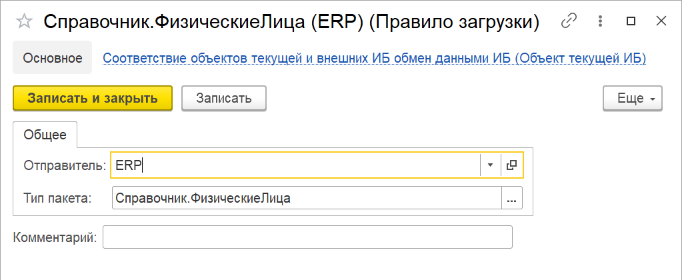 Справочник.ФизическиеЛица (ERP) (Правило загрузки)
Основное Соответствие объектов текущей и внешних ИБ обмен данными ИБ (Объект текущей ИБ)
Записать и закрыть Записать Еще
Общее
Отправитель: ERP
Тип пакета: Справочник.ФизическиеЛица ...
Комментарий: